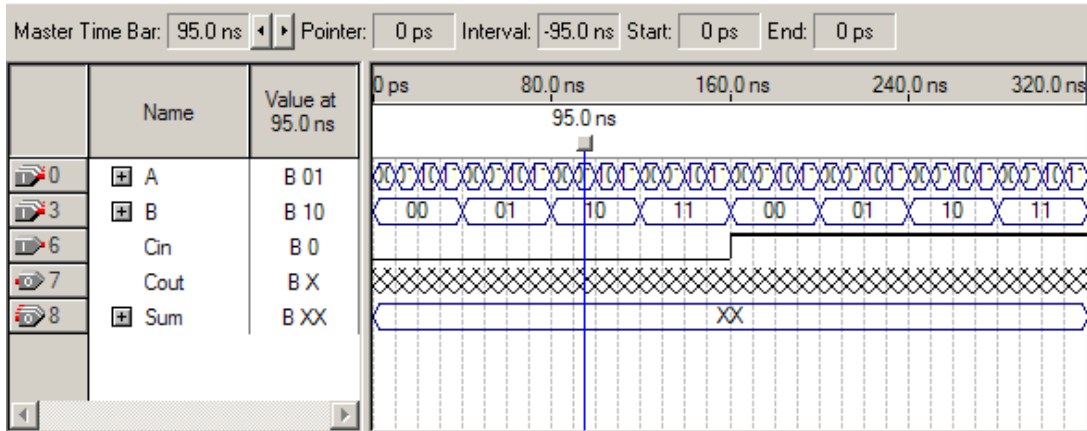 Master Time Bar: 95.0 ns Pointer: 0 ps Interval: -95.0 ns Start: 0 ps End: 0 ps
Name Value at 95.0 ns 0 ps 80.0 ns 160.0 ns 240.0 ns 320.0 ns
95.0 ns
0 A B 01
3 B B 10 00 01 10 11 00 01 10 11
6 Cin B 0
7 Cout B X
8 Sum B XX XX